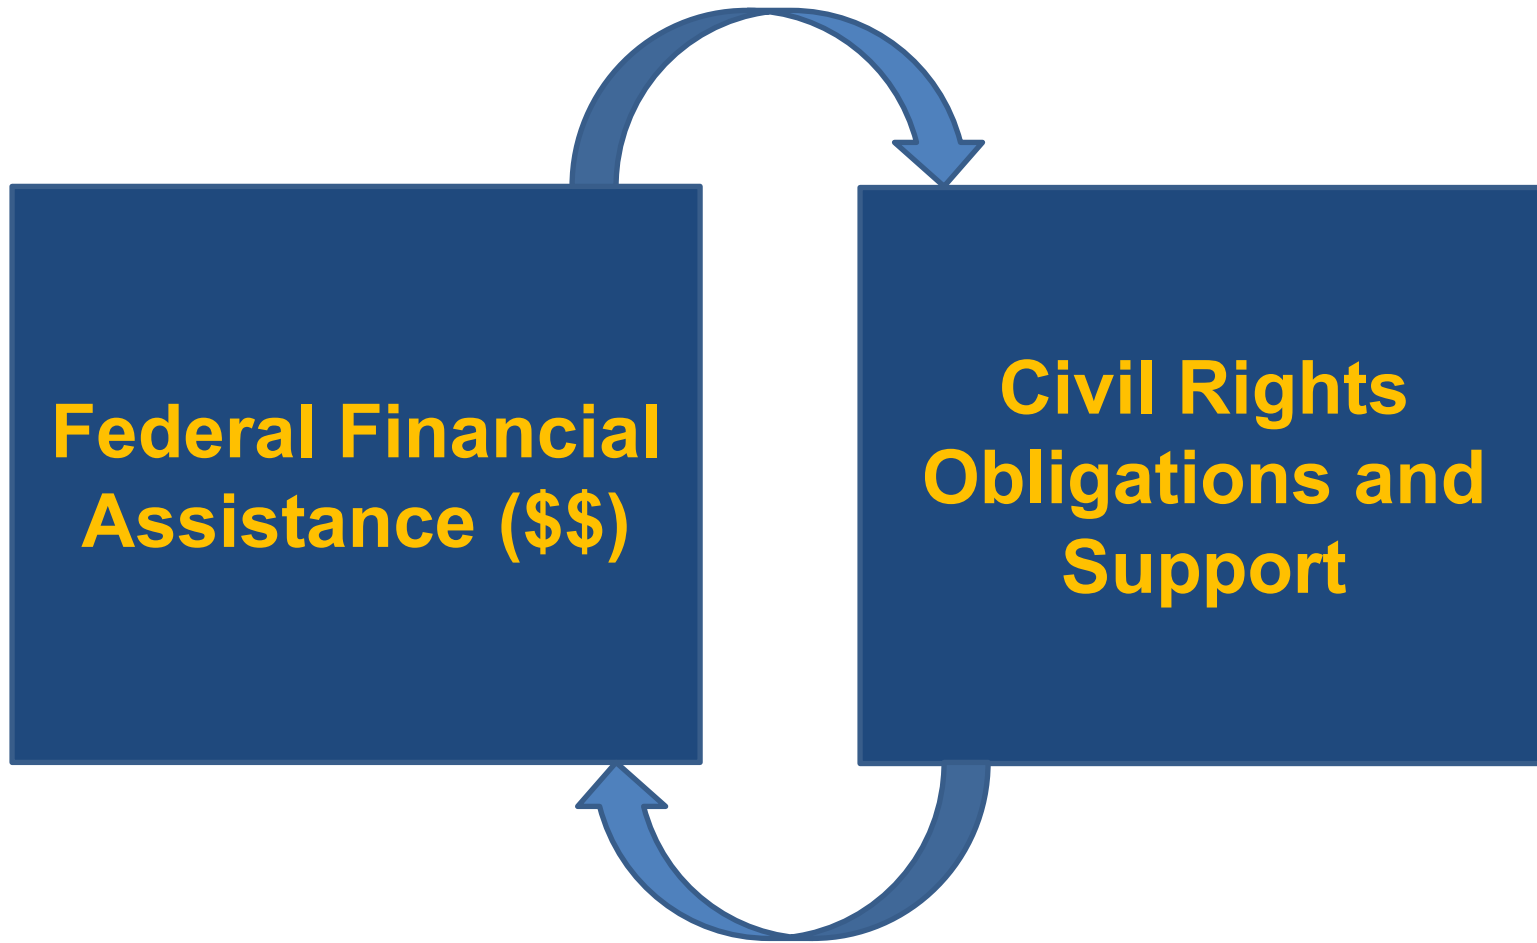 Federal Financial
Assistance ($$)
Civil Rights
Obligations and
Support